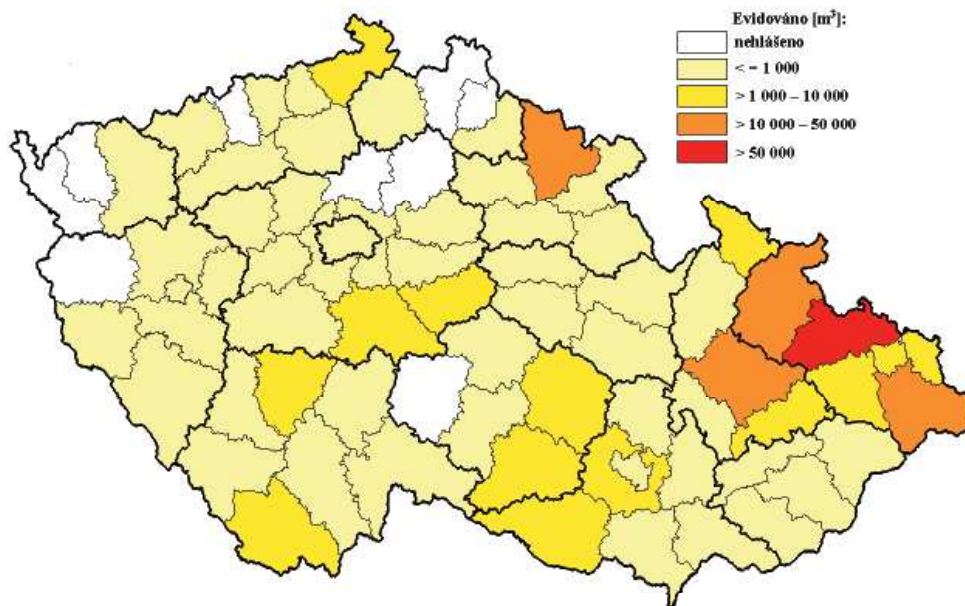 Evidováno [m³]:
nehlášeno
< = 1 000
> 1 000 – 10 000
> 10 000 – 50 000
> 50 000